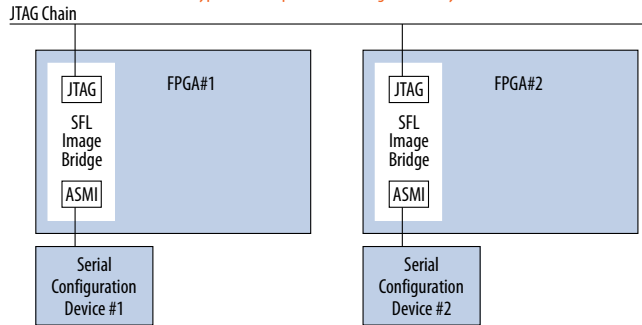 JTAG Chain
FPGA#1
JTAG
SFL
Image
Bridge
ASMI
Serial
Configuration
Device #1
FPGA#2
JTAG
SFL
Image
Bridge
ASMI
Serial
Configuration
Device #2